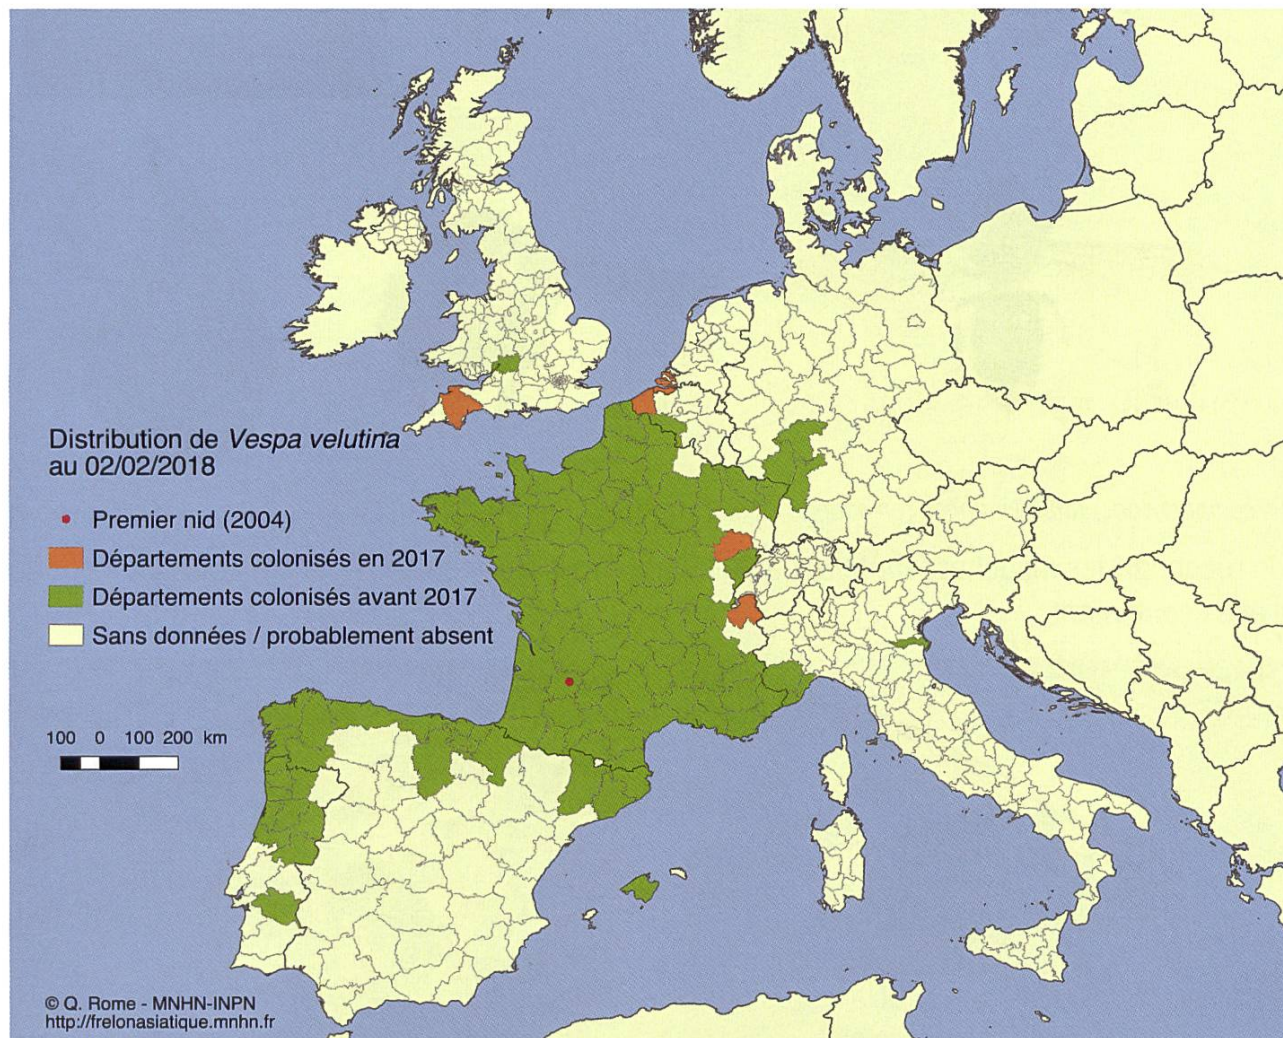 Distribution de Vespa velutina
au 02/02/2018
Premier nid (2004)
Départements colonisés en 2017
Départements colonisés avant 2017
Sans données / probablement absent
100 0 100 200 km
© Q. Rome - MNHN-INPN
http://frelonasiatique.mnhn.fr